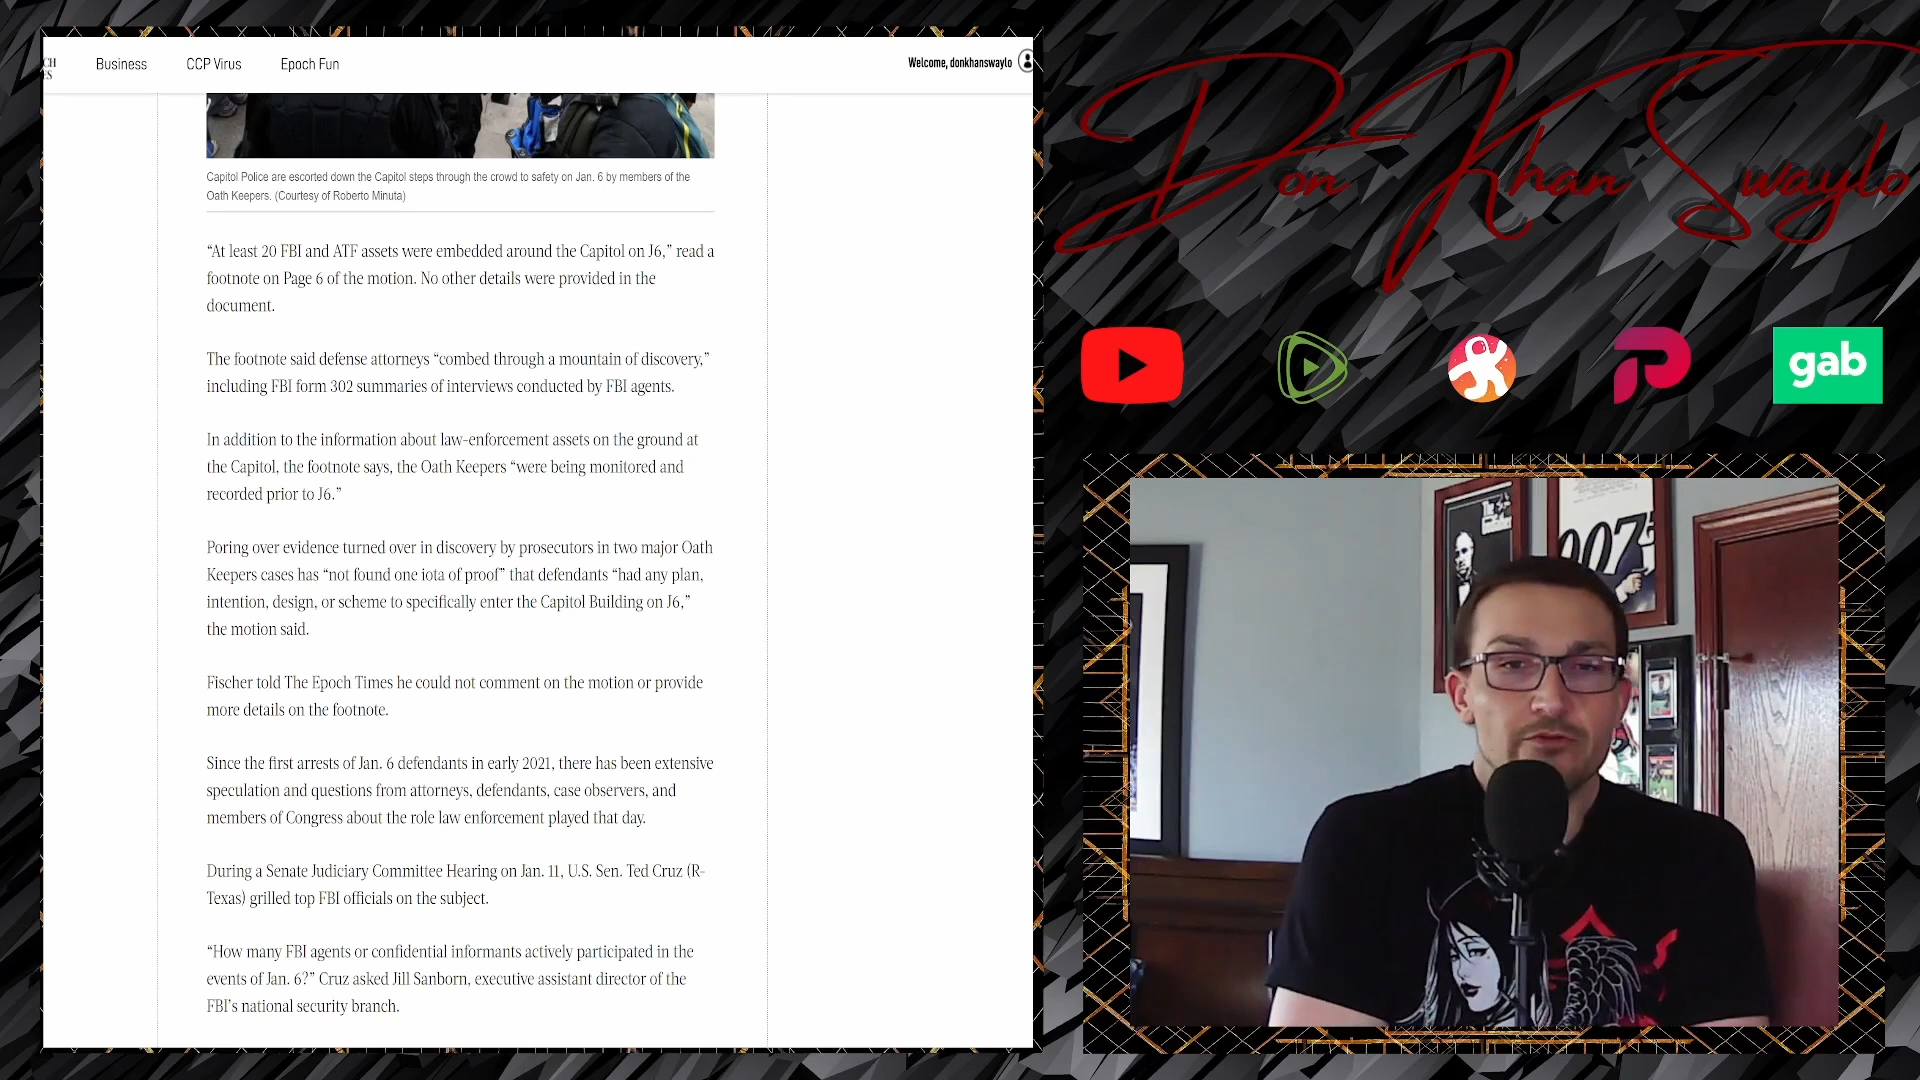 CH
ES
Business
CCP Virus
Epoch Fun
Welcome, donkhanswaylo
Capitol Police are escorted down the Capitol steps through the crowd to safety on Jan. 6 by members of the
Oath Keepers. (Courtesy of Roberto Minuta)
“At least 20 FBI and ATF assets were embedded around the Capitol on J6,” read a
footnote on Page 6 of the motion. No other details were provided in the
document.
The footnote said defense attorneys “combed through a mountain of discovery,”
including FBI form 302 summaries of interviews conducted by FBI agents.
In addition to the information about law-enforcement assets on the ground at
the Capitol, the footnote says, the Oath Keepers “were being monitored and
recorded prior to J6.”
Poring over evidence turned over in discovery by prosecutors in two major Oath
Keepers cases has “not found one iota of proof” that defendants “had any plan,
intention, design, or scheme to specifically enter the Capitol Building on J6,”
the motion said.
Fischer told The Epoch Times he could not comment on the motion or provide
more details on the footnote.
Since the first arrests of Jan. 6 defendants in early 2021, there has been extensive
speculation and questions from attorneys, defendants, case observers, and
members of Congress about the role law enforcement played that day.
During a Senate Judiciary Committee Hearing on Jan. 11, U.S. Sen. Ted Cruz (R-
Texas) grilled top FBI officials on the subject.
“How many FBI agents or confidential informants actively participated in the
events of Jan. 6?” Cruz asked Jill Sanborn, executive assistant director of the
FBI’s national security branch.
Don Khan Swaylo
gab
007